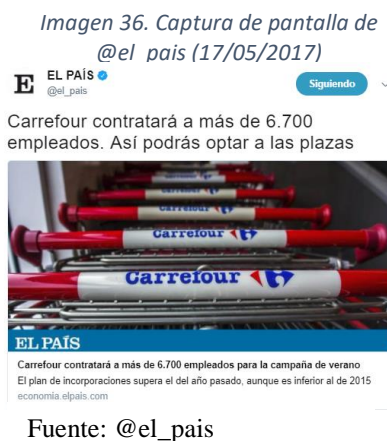 Imagen 36. Captura de pantalla de
@el_pais (17/05/2017)
E
EL PAÍS
@el_pais
Siguiendo
Carrefour contratará a más de 6.700
empleados. Así podrás optar a las plazas
Carrefour
Carrefour
Carrefour
Carrefour
EL PAÍS
Carrefour contratará a más de 6.700 empleados para la campaña de verano
El plan de incorporaciones supera el del año pasado, aunque es inferior al de 2015
economia.elpais.com
Fuente: @el_pais